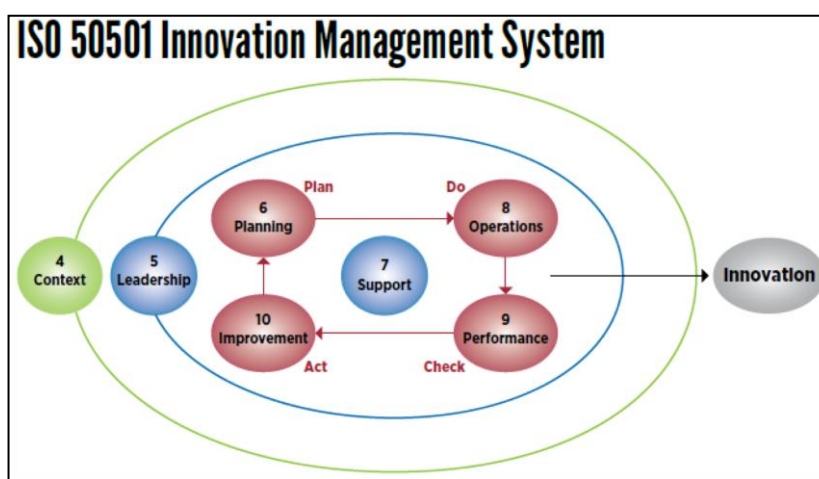 ISO 50501 Innovation Management System
Plan
Do
6
Planning
8
Operations
4
Context
5
Leadership
7
Support
Innovation
10
Improvement
9
Performance
Act
Check